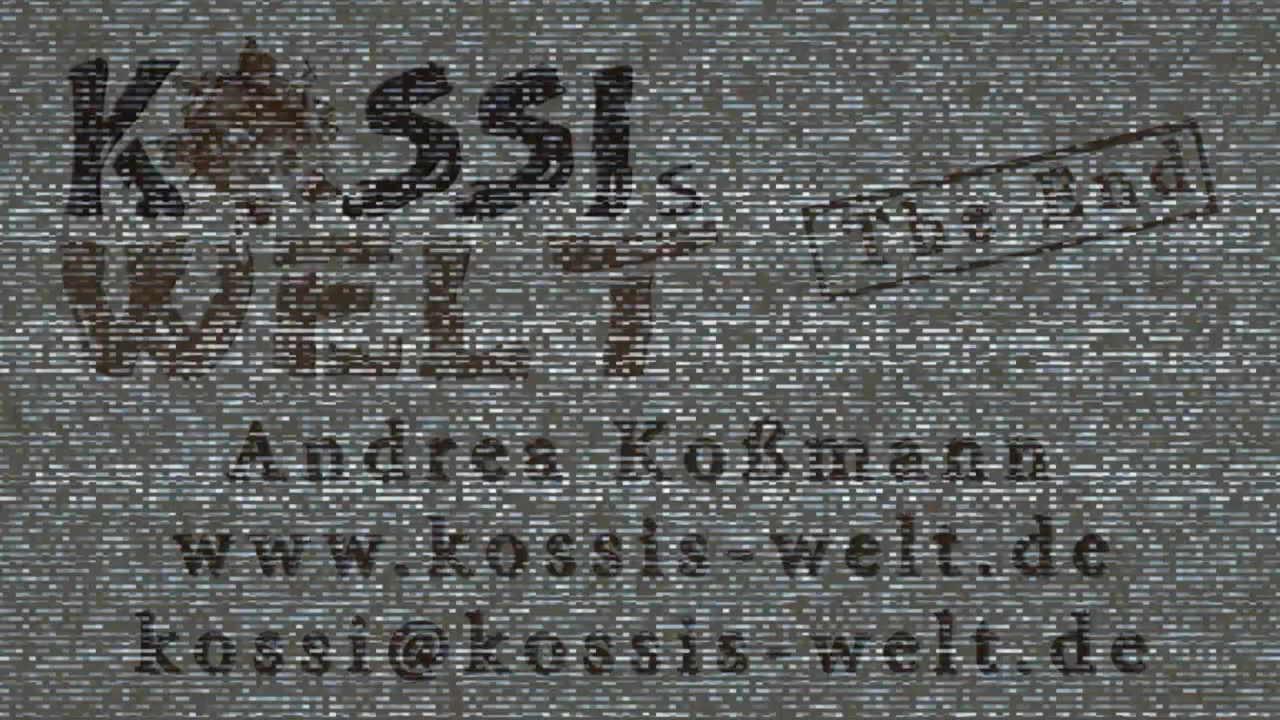 KOSSIs
WELT
The End
Andrea Koßmann
www.kossis-welt.de
kossi@kossis-welt.de